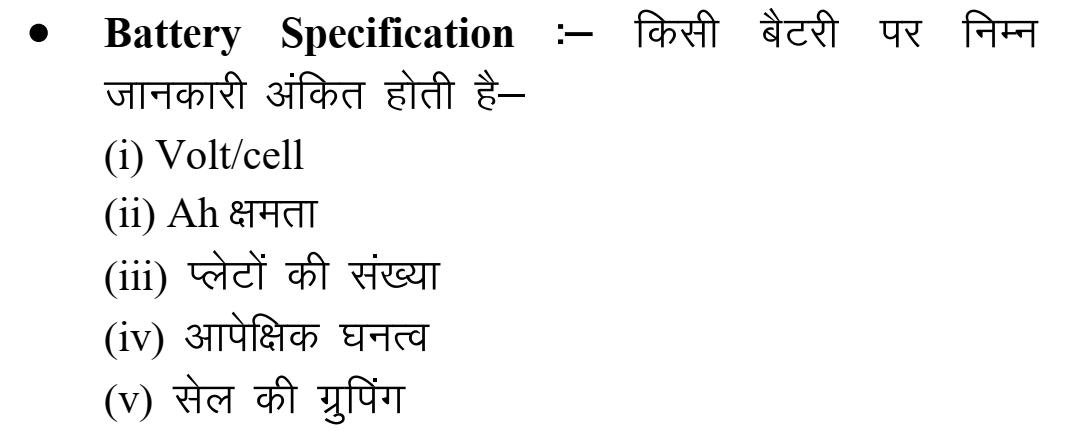 • Battery Specification :– किसी बैटरी पर निम्न
जानकारी अंकित होती है–
(i) Volt/cell
(ii) Ah क्षमता
(iii) प्लेटों की संख्या
(iv) आपेक्षिक घनत्व
(v) सेल की ग्रुपिंग